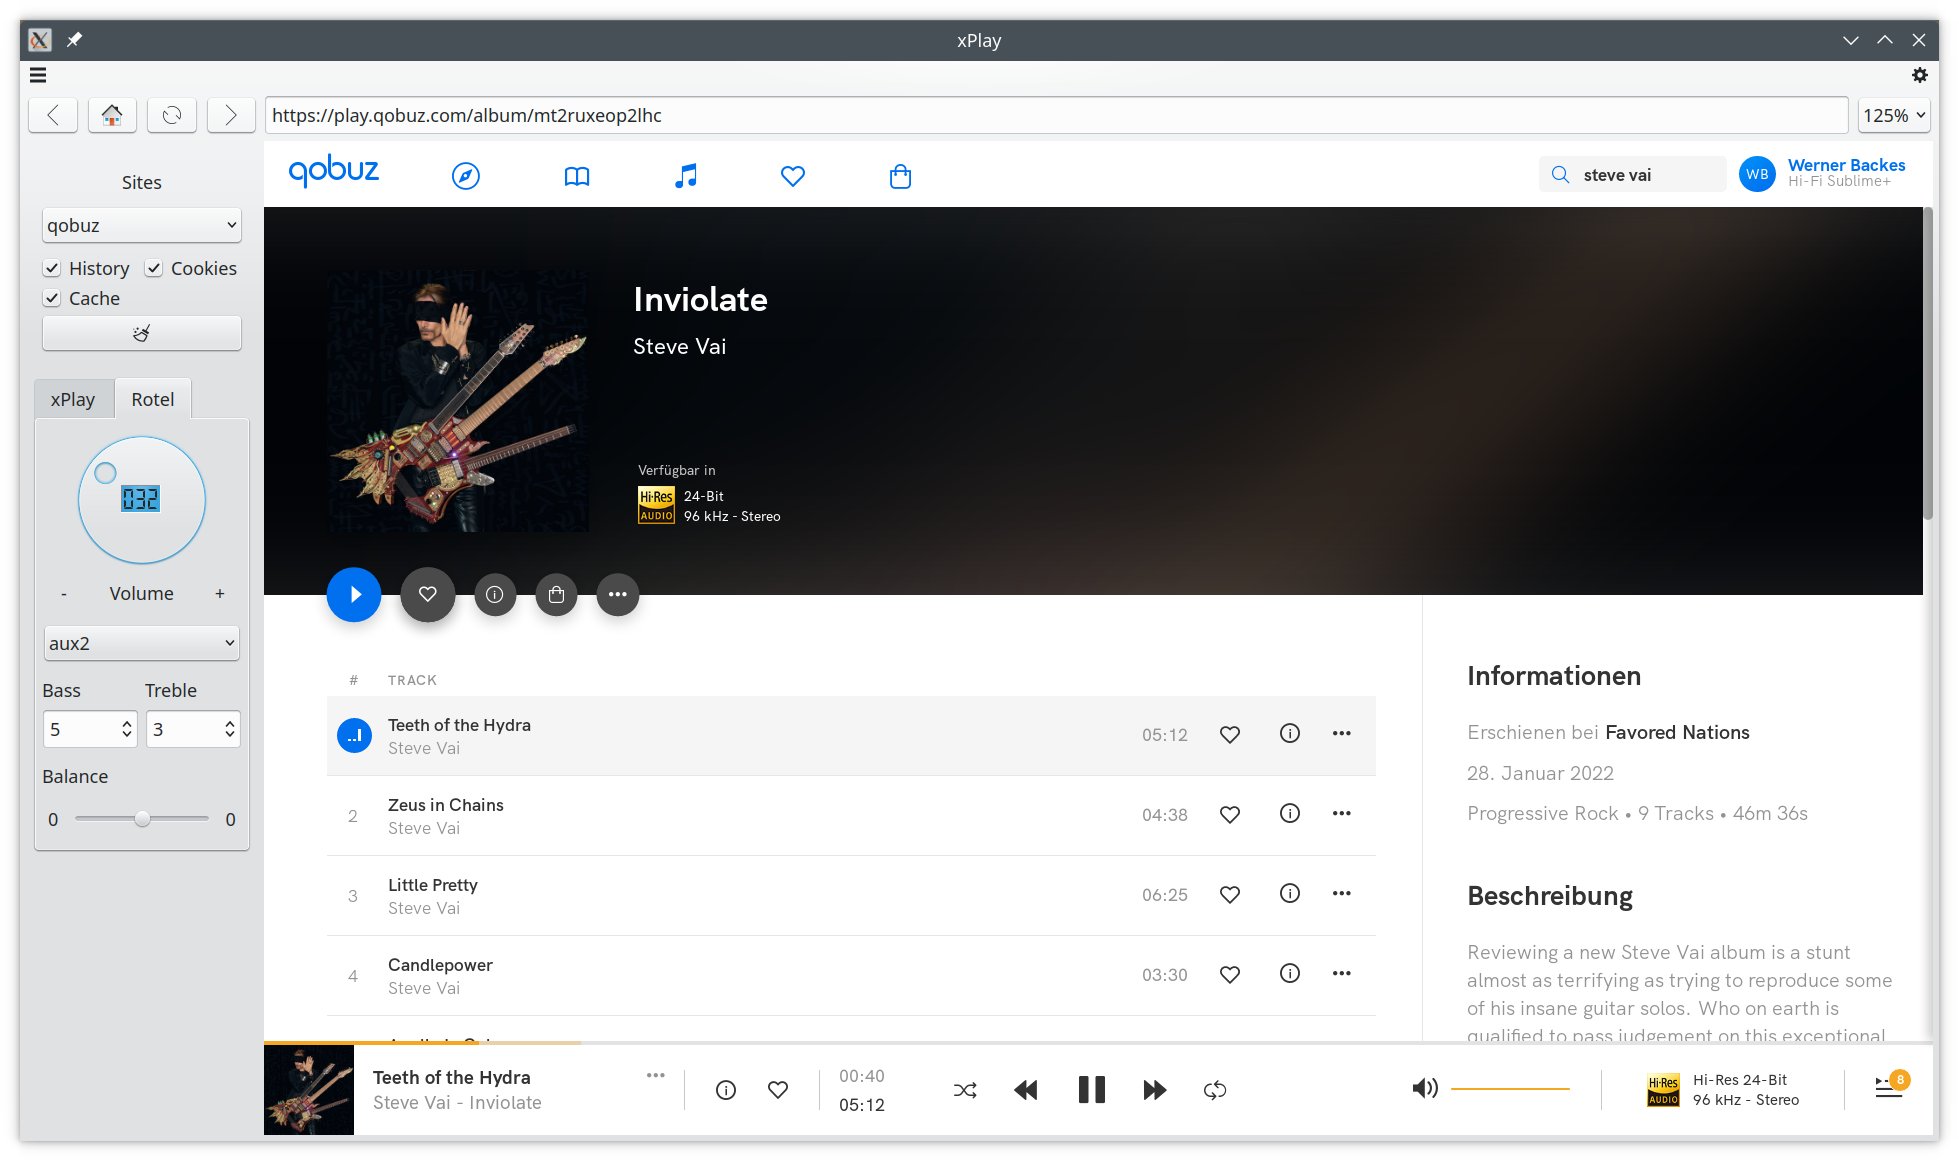 xPlay
https://play.qobuz.com/album/mt2ruxeop2lhc
125%
Sites
qobuz
History
Cookies
Cache
xPlay
Rotel
032
- Volume +
aux2
Bass
Treble
5
3
Balance
0
0
qobuz
steve vai
WB
Werner Backes
Hi-Fi Sublime+
Inviolate
Steve Vai
Verfügbar in
Hi-Res AUDIO
24-Bit
96 kHz - Stereo
# TRACK
Teeth of the Hydra
Steve Vai
05:12
2
Zeus in Chains
Steve Vai
04:38
3
Little Pretty
Steve Vai
06:25
4
Candlepower
Steve Vai
03:30
Informationen
Erschienen bei Favored Nations
28. Januar 2022
Progressive Rock • 9 Tracks • 46m 36s
Beschreibung
Reviewing a new Steve Vai album is a stunt
almost as terrifying as trying to reproduce some
of his insane guitar solos. Who on earth is
qualified to pass judgement on this exceptional
Teeth of the Hydra
Steve Vai - Inviolate
00:40
05:12
Hi-Res AUDIO
Hi-Res 24-Bit
96 kHz - Stereo
8